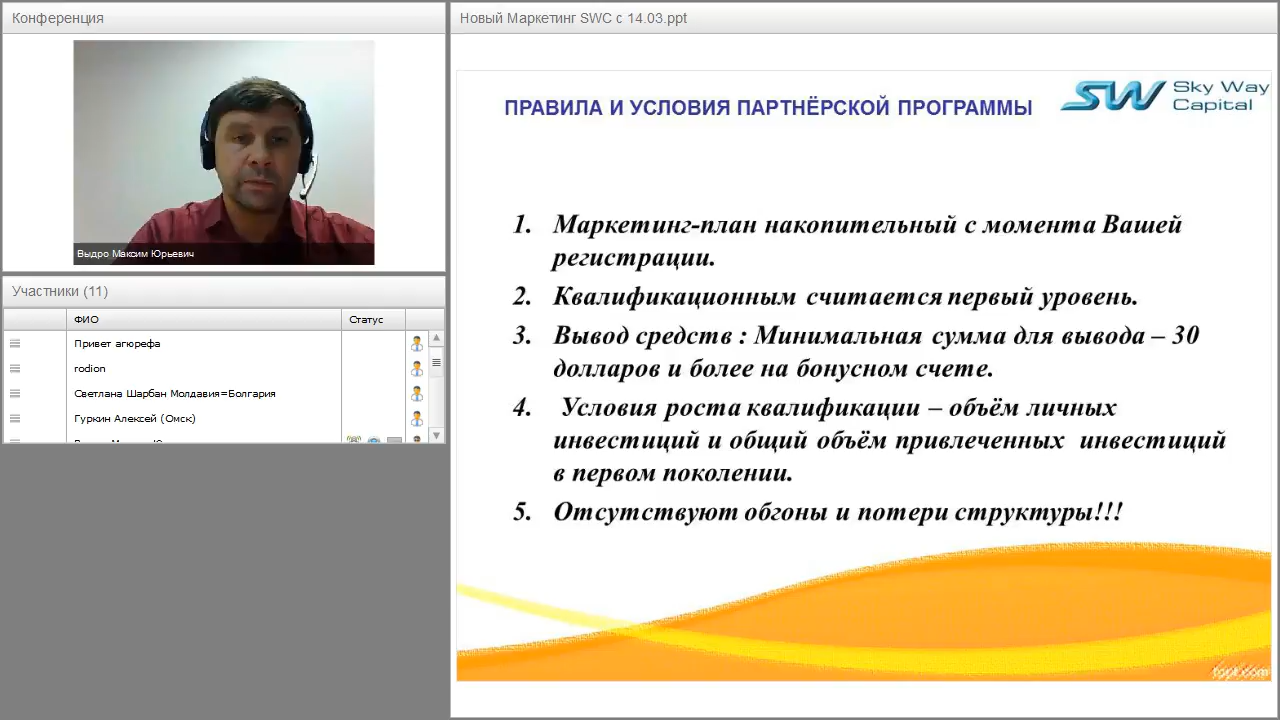 Конференция
Выдро Максим Юрьевич
Участники (11)
ФИО
Статус
Привет агюрефа
rodion
Светлана Шарбан Молдавия=Болгария
Гуркин Алексей (Омск)
Новый Маркетинг SWC с 14.03.ppt
ПРАВИЛА И УСЛОВИЯ ПАРТНЁРСКОЙ ПРОГРАММЫ
SW Sky Way
Capital
1. Маркетинг-план накопительный с момента Вашей
регистрации.
2. Квалификационным считается первый уровень.
3. Вывод средств : Минимальная сумма для вывода – 30
долларов и более на бонусном счете.
4. Условия роста квалификации – объём личных
инвестиций и общий объём привлеченных инвестиций
в первом поколении.
5. Отсутствуют обгоны и потери структуры!!!